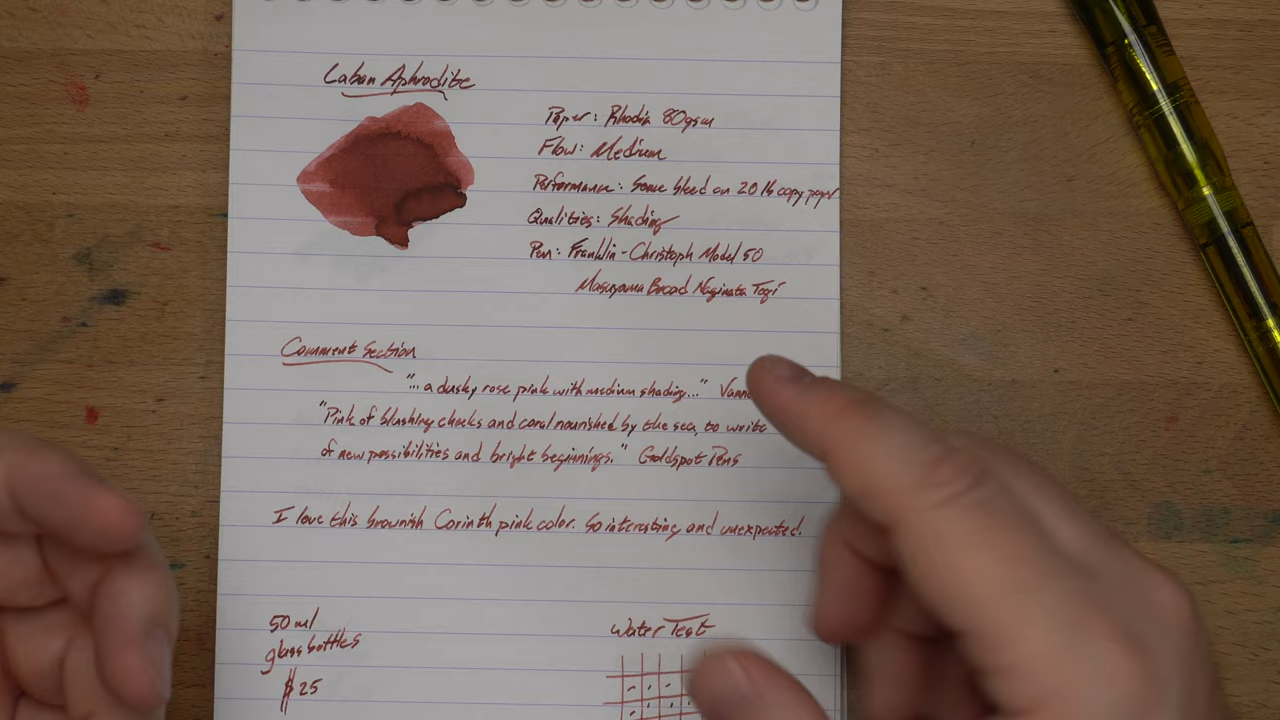 Laban Aphrodite
Paper: Rhodia 80gsm
Flow: Medium
Performance: Some bleed on 20 lb copy paper
Qualities: Shading
Pen: Franklin-Christoph Model 50
Masuyama Broad Naginata Togi
Comment Section
"... a dusky rose pink with medium shading..."
"Pink of blushing cheeks and coral nourished by the sea, to write
of new possibilities and bright beginnings." Goldspot Pens
I love this brownish Corinth pink color. So interesting and unexpected.
50 ml
glass bottles
$25
Water Test